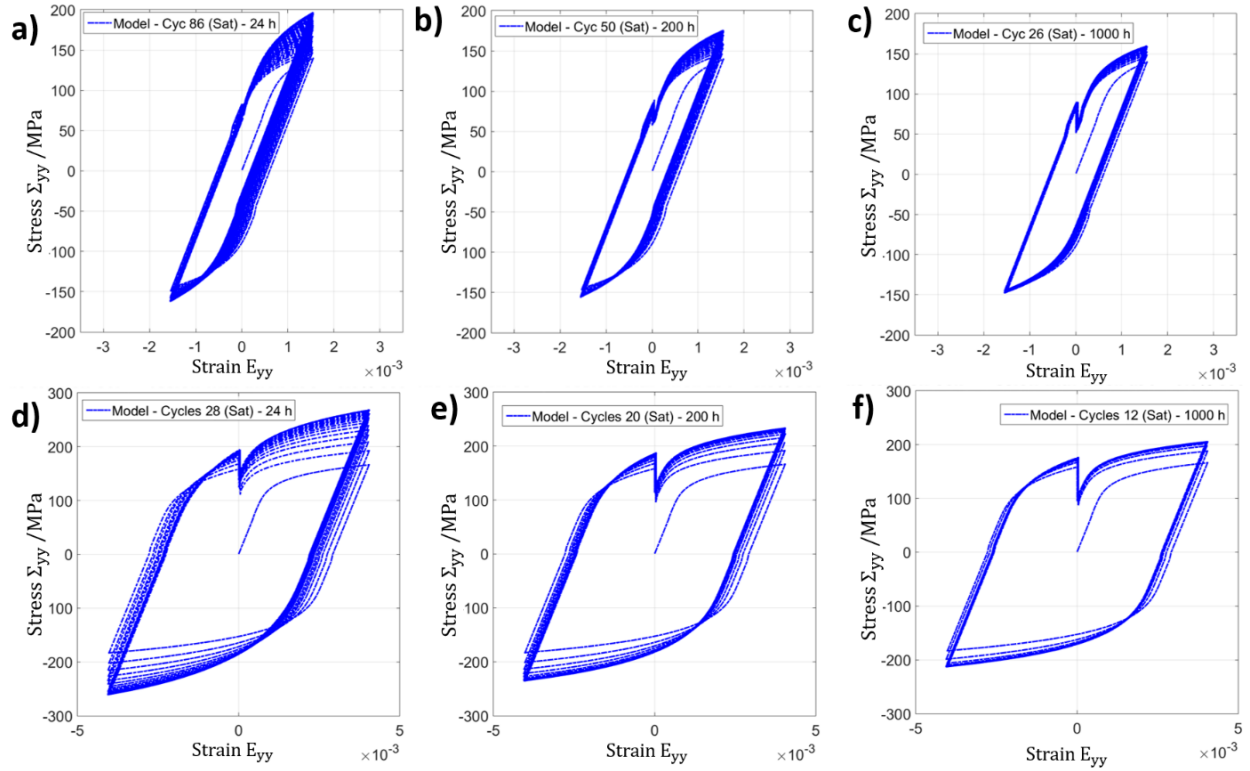 a)
Model - Cyc 86 (Sat) - 24 h
200
150
100
50
0
-50
-100
-150
-200
Stress Σyy /MPa
-3 -2 -1 0 1 2 3
Strain Eyy
×10⁻³
b)
Model - Cyc 50 (Sat) - 200 h
200
150
100
50
0
-50
-100
-150
-200
Stress Σyy /MPa
-3 -2 -1 0 1 2 3
Strain Eyy
×10⁻³
c)
Model - Cyc 26 (Sat) - 1000 h
200
150
100
50
0
-50
-100
-150
-200
Stress Σyy /MPa
-3 -2 -1 0 1 2 3
Strain Eyy
×10⁻³
d)
Model - Cycles 28 (Sat) - 24 h
300
200
100
0
100
-200
-300
Stress Σyy /MPa
-5 0 5
Strain Eyy
×10⁻³
e)
Model - Cycles 20 (Sat) - 200 h
300
200
100
0
100
-200
-300
Stress Σyy /MPa
-5 0 5
Strain Eyy
×10⁻³
f)
Model - Cycles 12 (Sat) - 1000 h
300
200
100
0
100
-200
-300
Stress Σyy /MPa
-5 0 5
Strain Eyy
×10⁻³